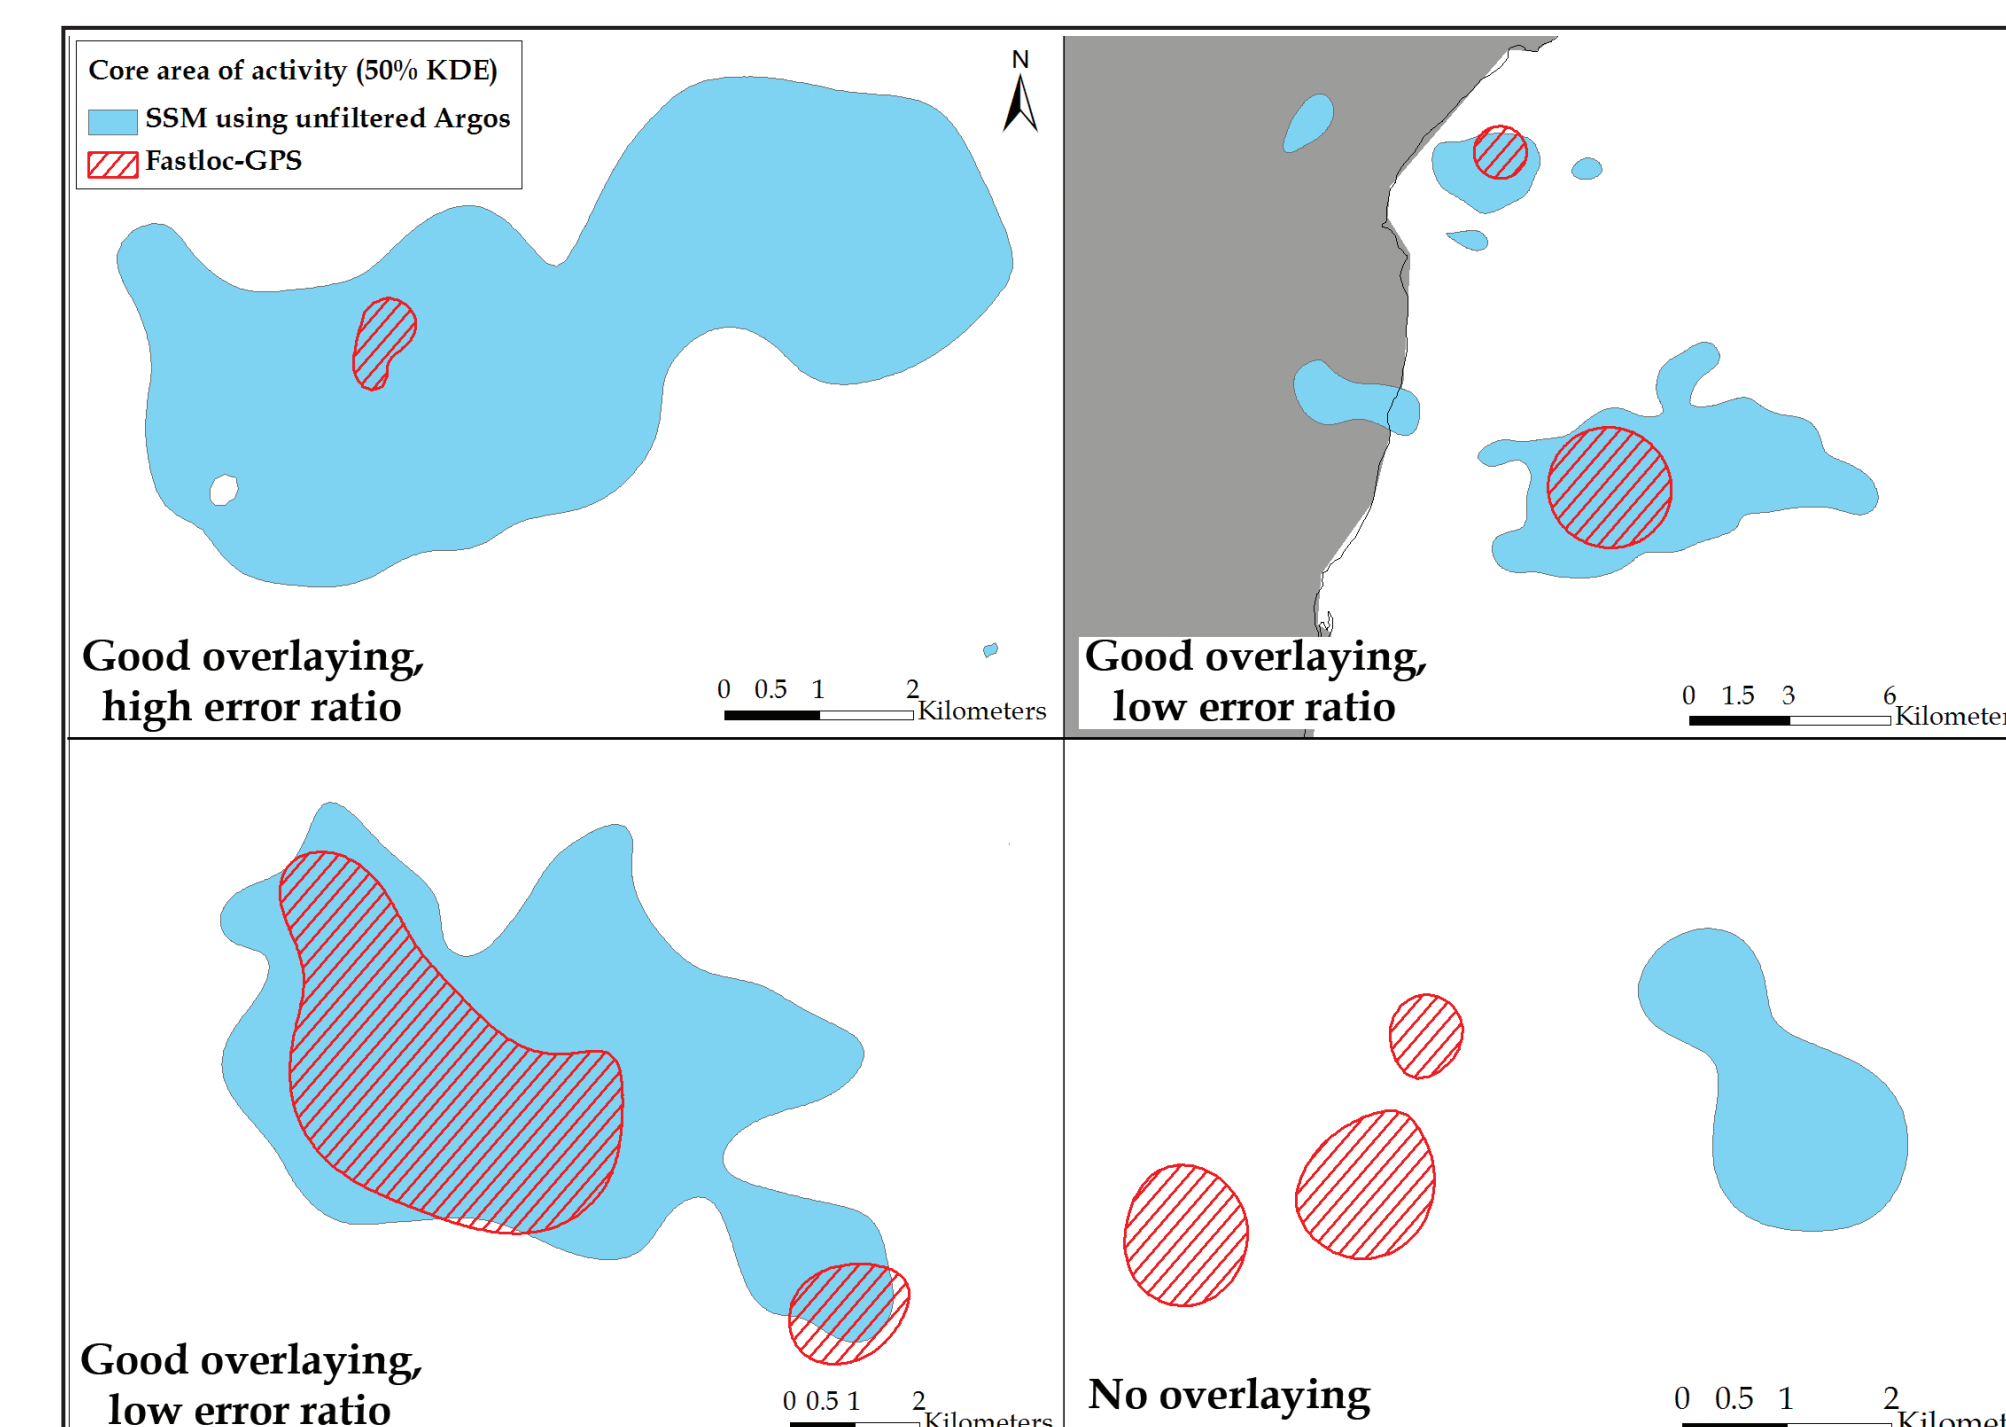 Core area of activity (50% KDE)
SSM using unfiltered Argos
Fastloc-GPS
N
Good overlaying,
high error ratio
0 0.5 1 2
Kilometers
Good overlaying,
low error ratio
0 1.5 3 6
Kilometer
Good overlaying,
low error ratio
0 0.5 1 2
Kilometers
No overlaying
0 0.5 1 2
Kilomet